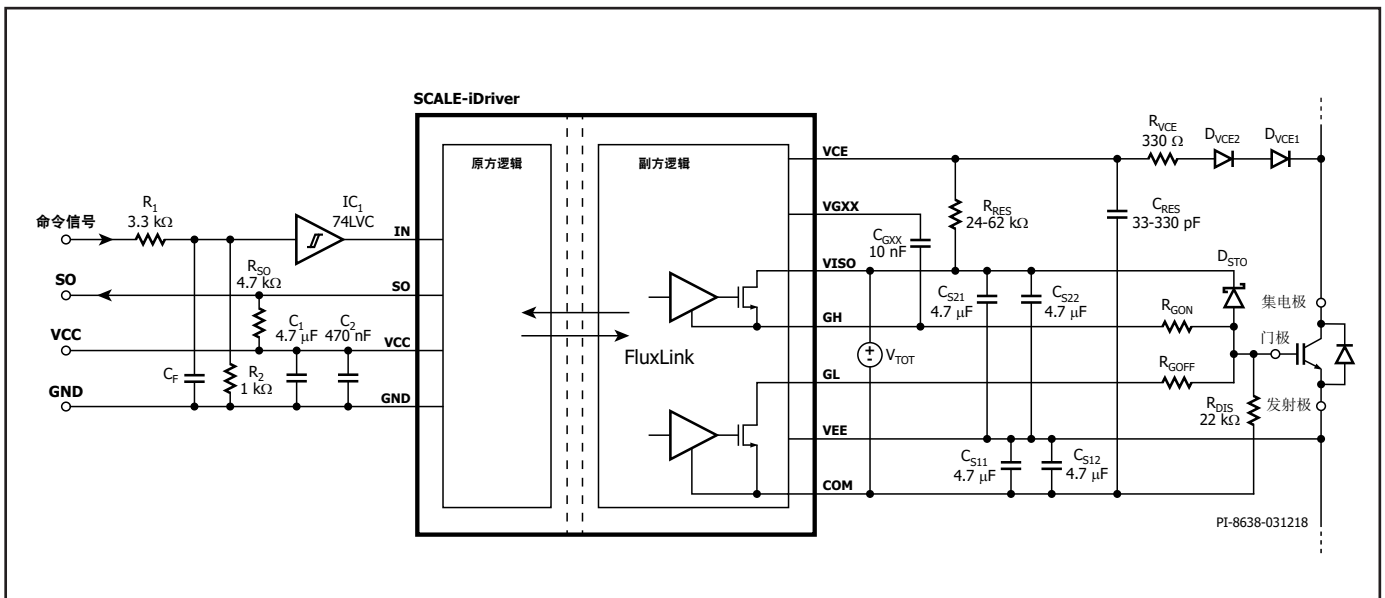 SCALE-iDriver
原方逻辑
副方逻辑
命令信号
R1
3.3 kΩ
IC1
74LVC
IN
RSO
4.7 kΩ
SO
SO
VCC
C1
4.7 μF
C2
470 nF
VCC
CF
R2
1 kΩ
GND
GND
FluxLink
VCE
VGXX
CGXX
10 nF
VISO
GH
GL
VEE
COM
RRES
24-62 kΩ
RVCE
330 Ω
DVCE2
DVCE1
CRES
33-330 pF
DSTO
CS21
4.7 μF
CS22
4.7 μF
RGON
集电极
门极
VTOT
RGOFF
RDIS
22 kΩ
发射极
CS11
4.7 μF
CS12
4.7 μF
PI-8638-031218